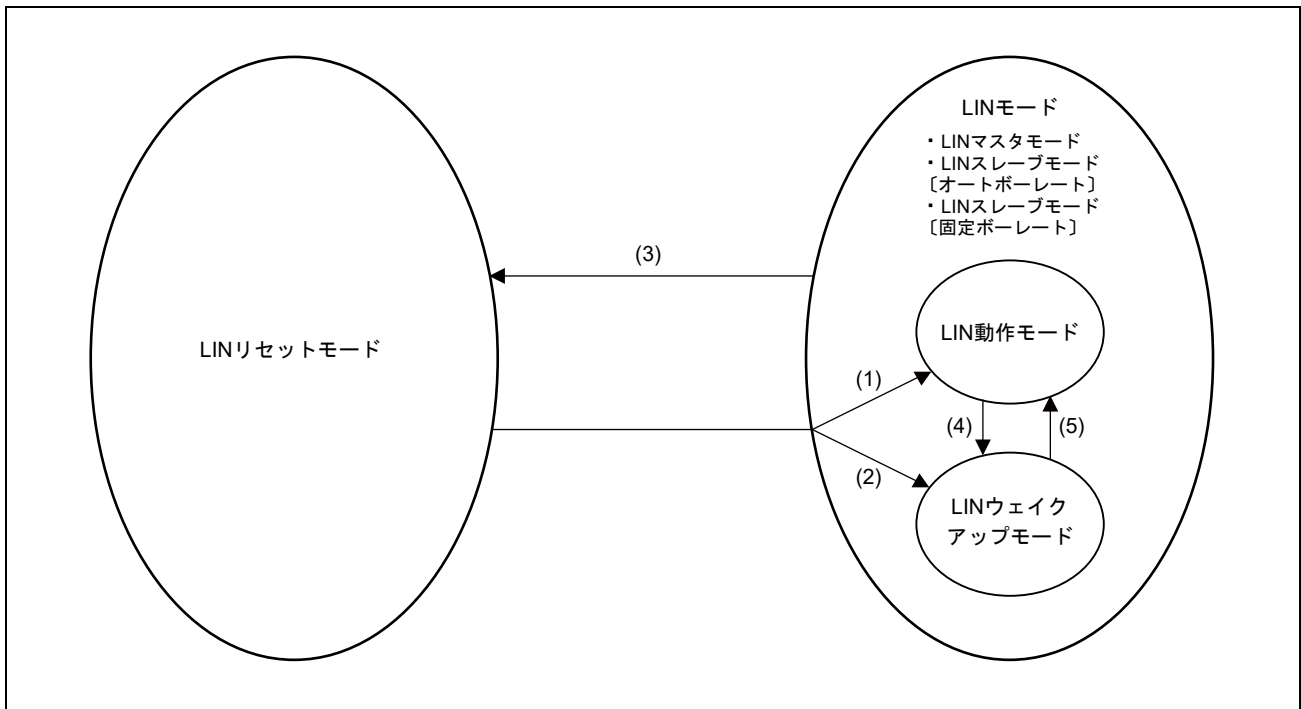 LINモード
・LINマスタモード
・LINスレーブモード
〔オートボーレート〕
・LINスレーブモード
〔固定ボーレート〕
(3)
LINリセットモード
LIN動作モード
(1)
(4)
(5)
(2)
LINウェイク
アップモード